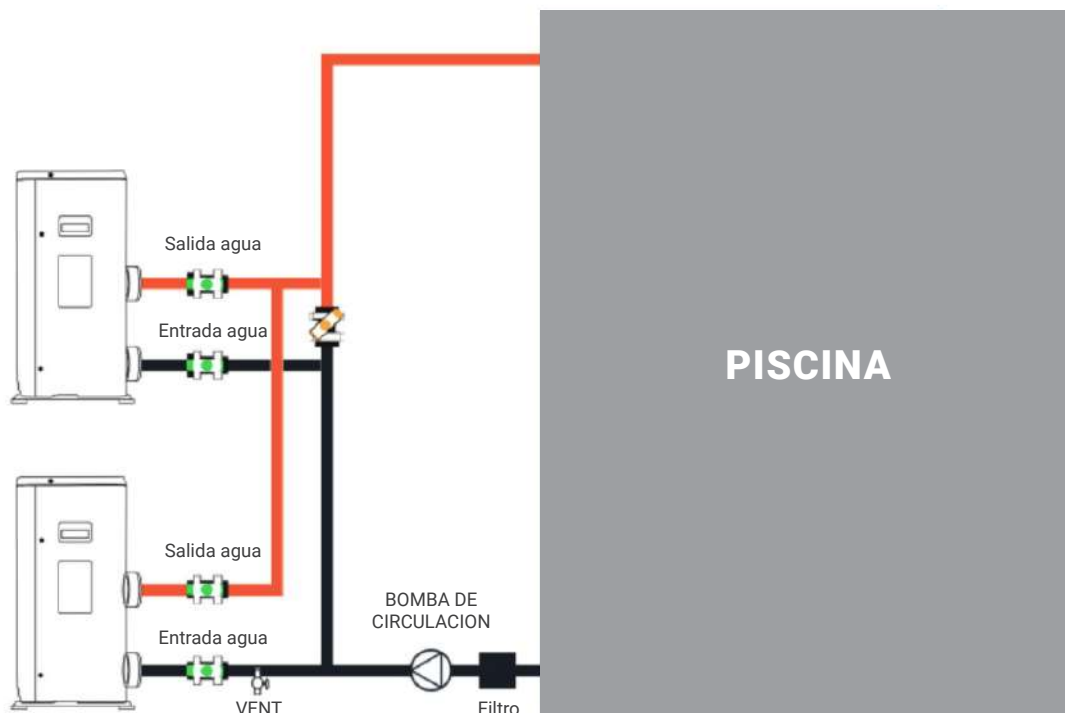 Salida agua
Entrada agua
PISCINA
Salida agua
BOMBA DE
CIRCULACION
Entrada agua
VENT
Filtro